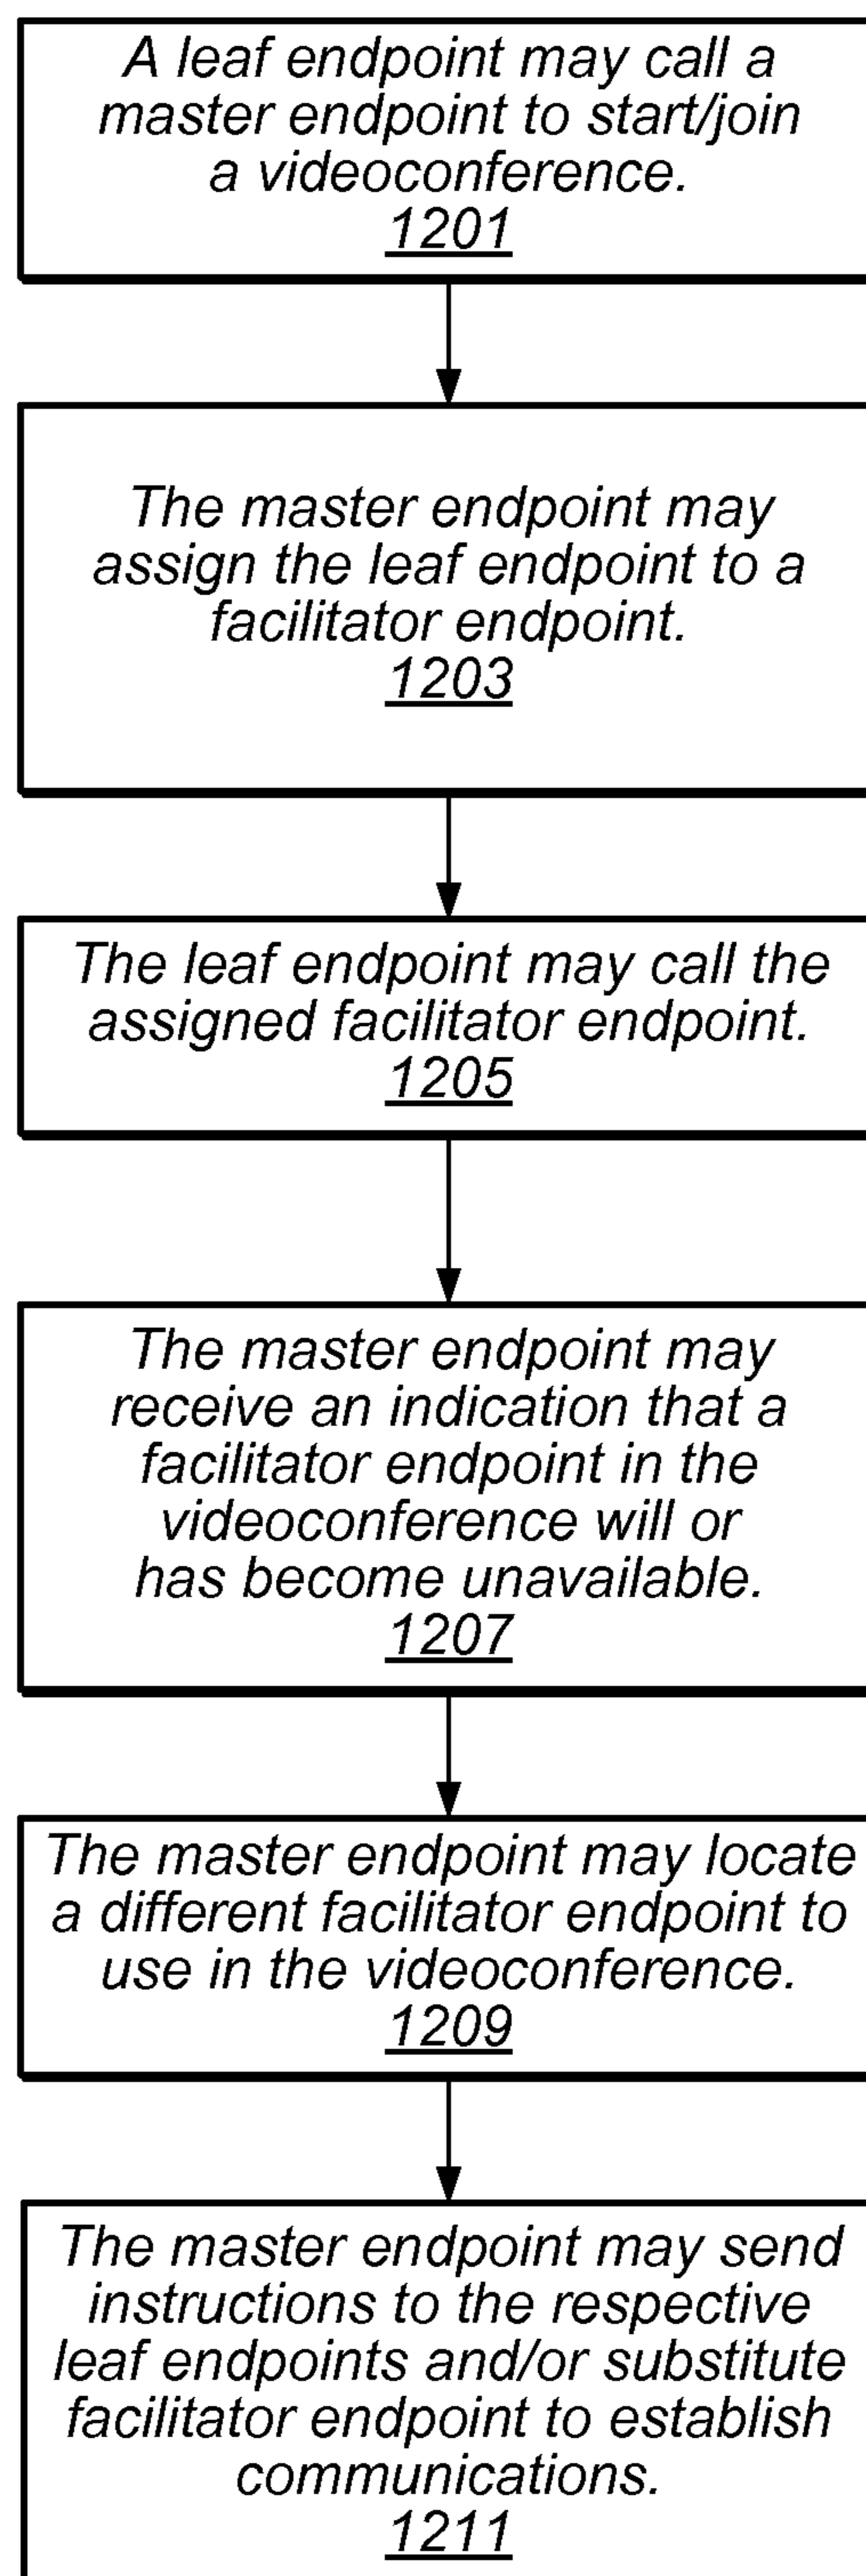 A leaf endpoint may call a
master endpoint to start/join
a videoconference.
1201
The master endpoint may
assign the leaf endpoint to a
facilitator endpoint.
1203
The leaf endpoint may call the
assigned facilitator endpoint.
1205
The master endpoint may
receive an indication that a
facilitator endpoint in the
videoconference will or
has become unavailable.
1207
The master endpoint may locate
a different facilitator endpoint to
use in the videoconference.
1209
The master endpoint may send
instructions to the respective
leaf endpoints and/or substitute
facilitator endpoint to establish
communications.
1211